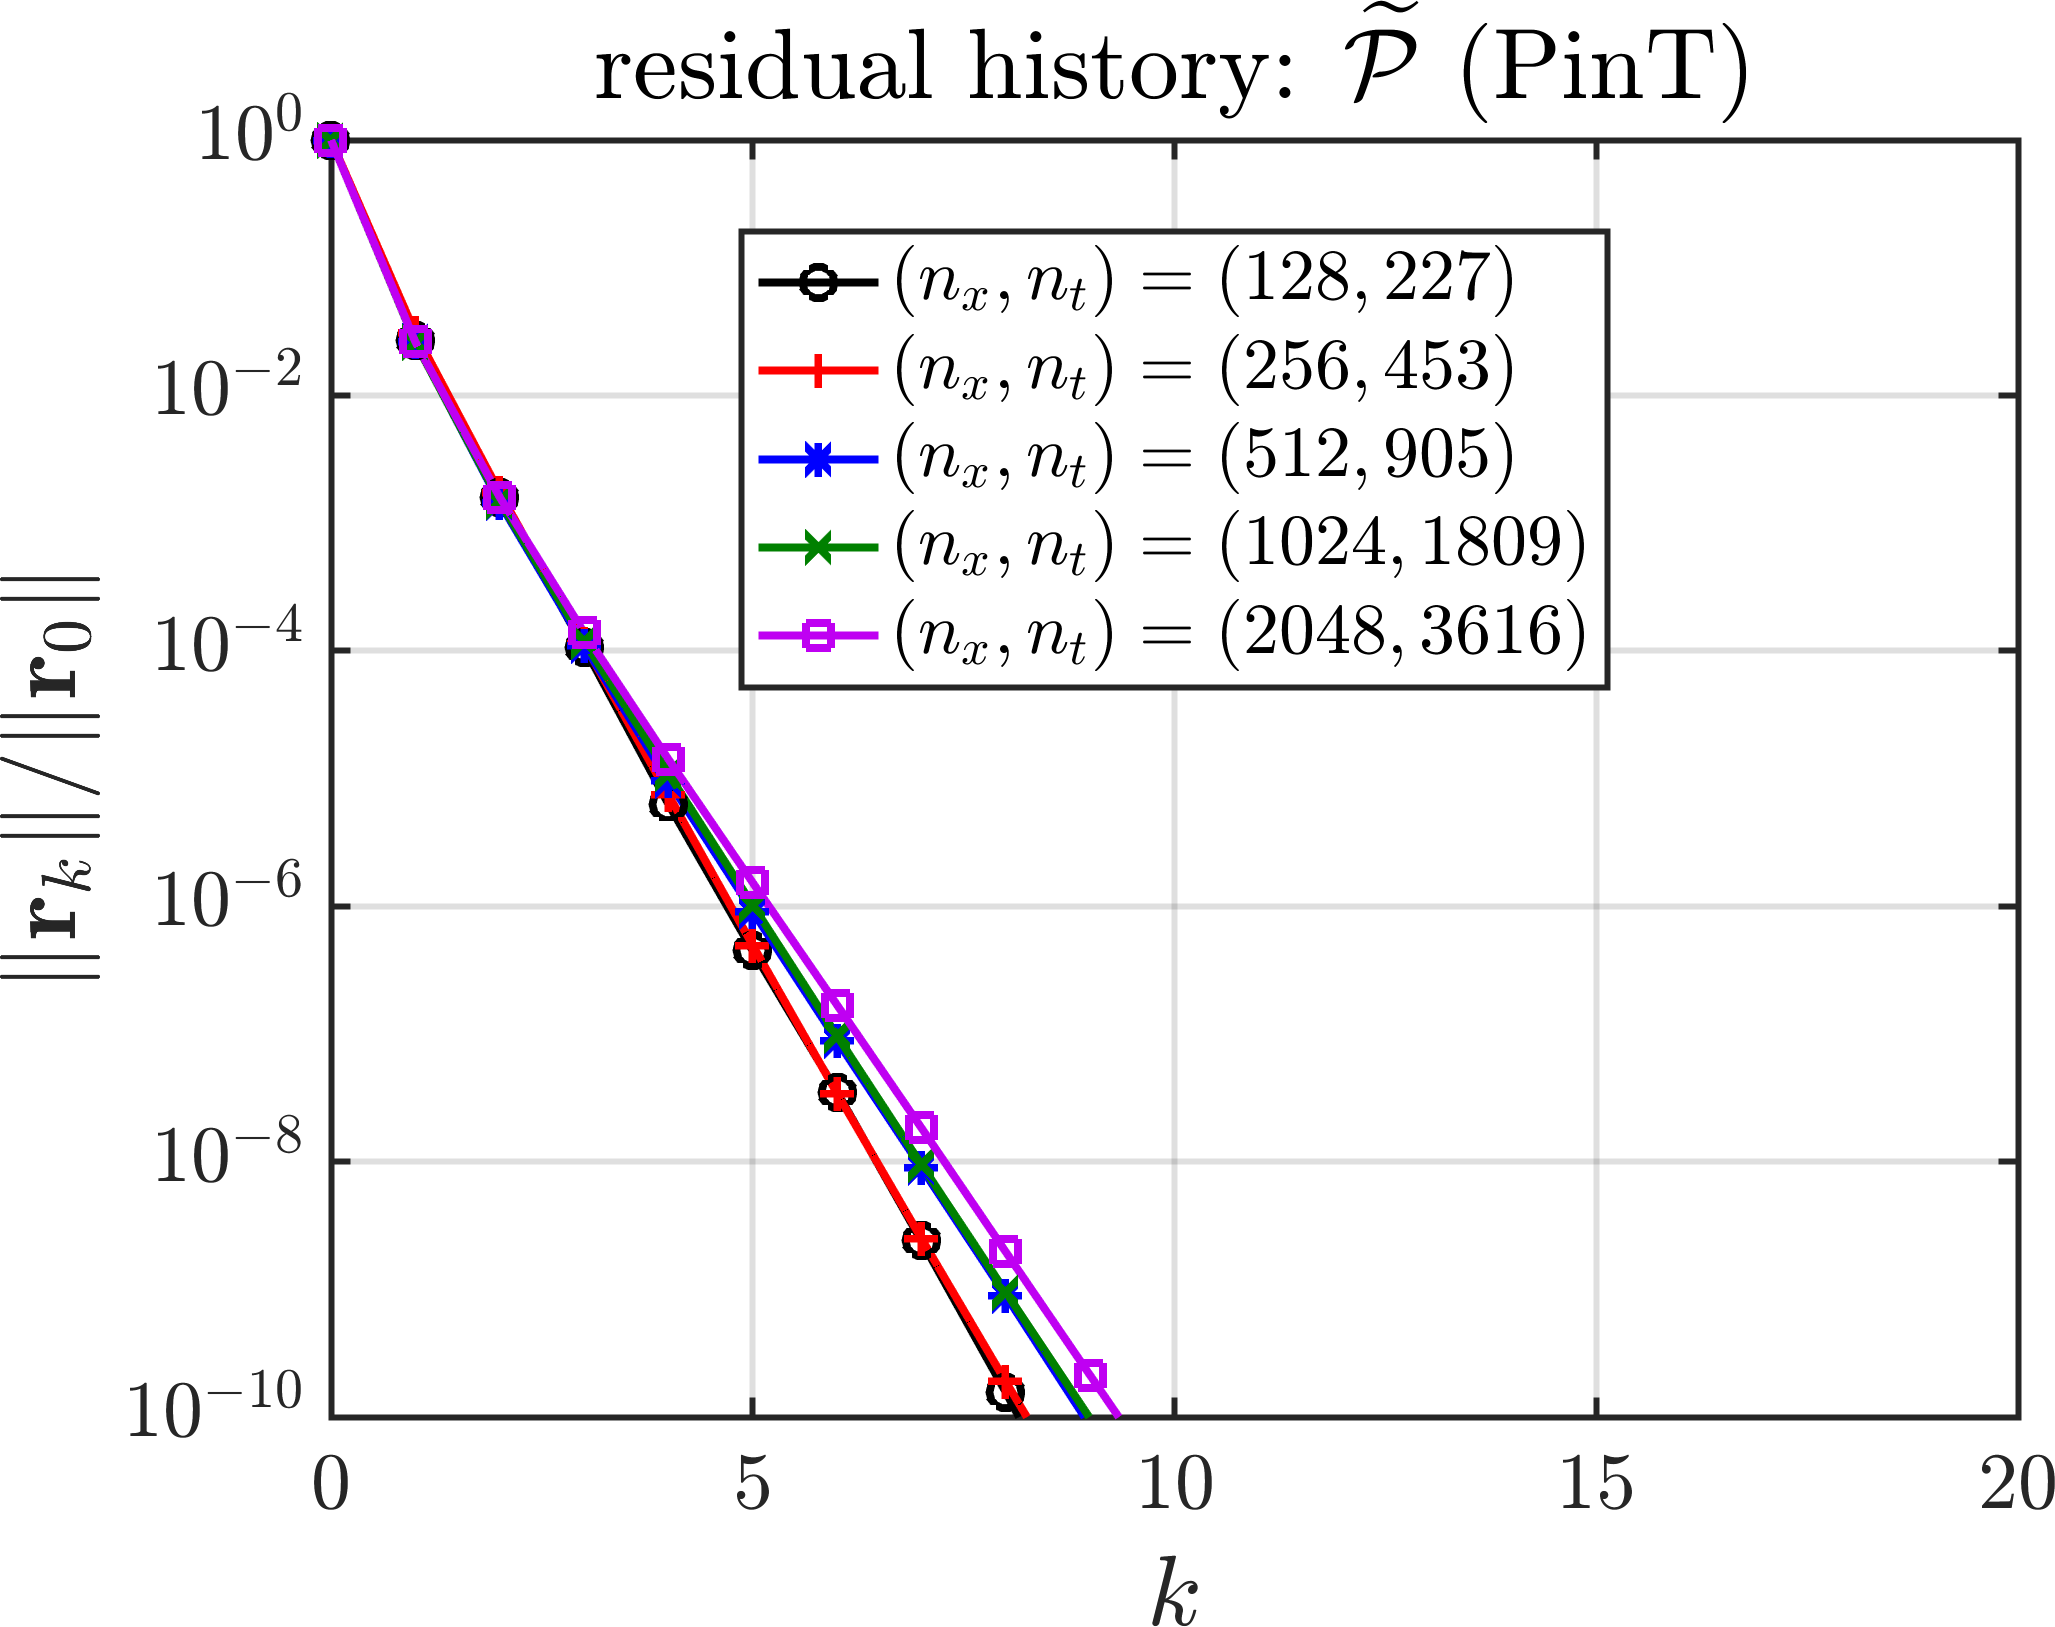 residual history: $\widetilde{\mathcal{P}}$ (PinT)
$10^{0}$
$10^{-2}$
$10^{-4}$
$10^{-6}$
$10^{-8}$
$10^{-10}$
$\|\mathbf{r}_k\|/\|\mathbf{r}_0\|$
$(n_x, n_t) = (128, 227)$
$(n_x, n_t) = (256, 453)$
$(n_x, n_t) = (512, 905)$
$(n_x, n_t) = (1024, 1809)$
$(n_x, n_t) = (2048, 3616)$
0 5 10 15 20
$k$